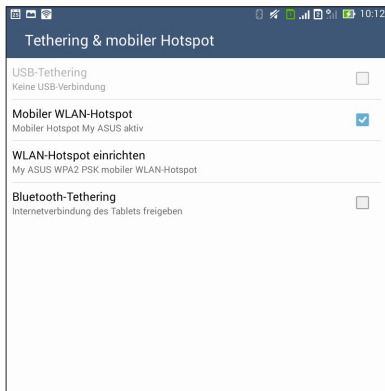 10:12
Tethering & mobiler Hotspot
USB-Tethering
Keine USB-Verbindung
Mobiler WLAN-Hotspot
Mobiler Hotspot My ASUS aktiv
WLAN-Hotspot einrichten
My ASUS WPA2 PSK mobiler WLAN-Hotspot
Bluetooth-Tethering
Internetverbindung des Tablets freigeben